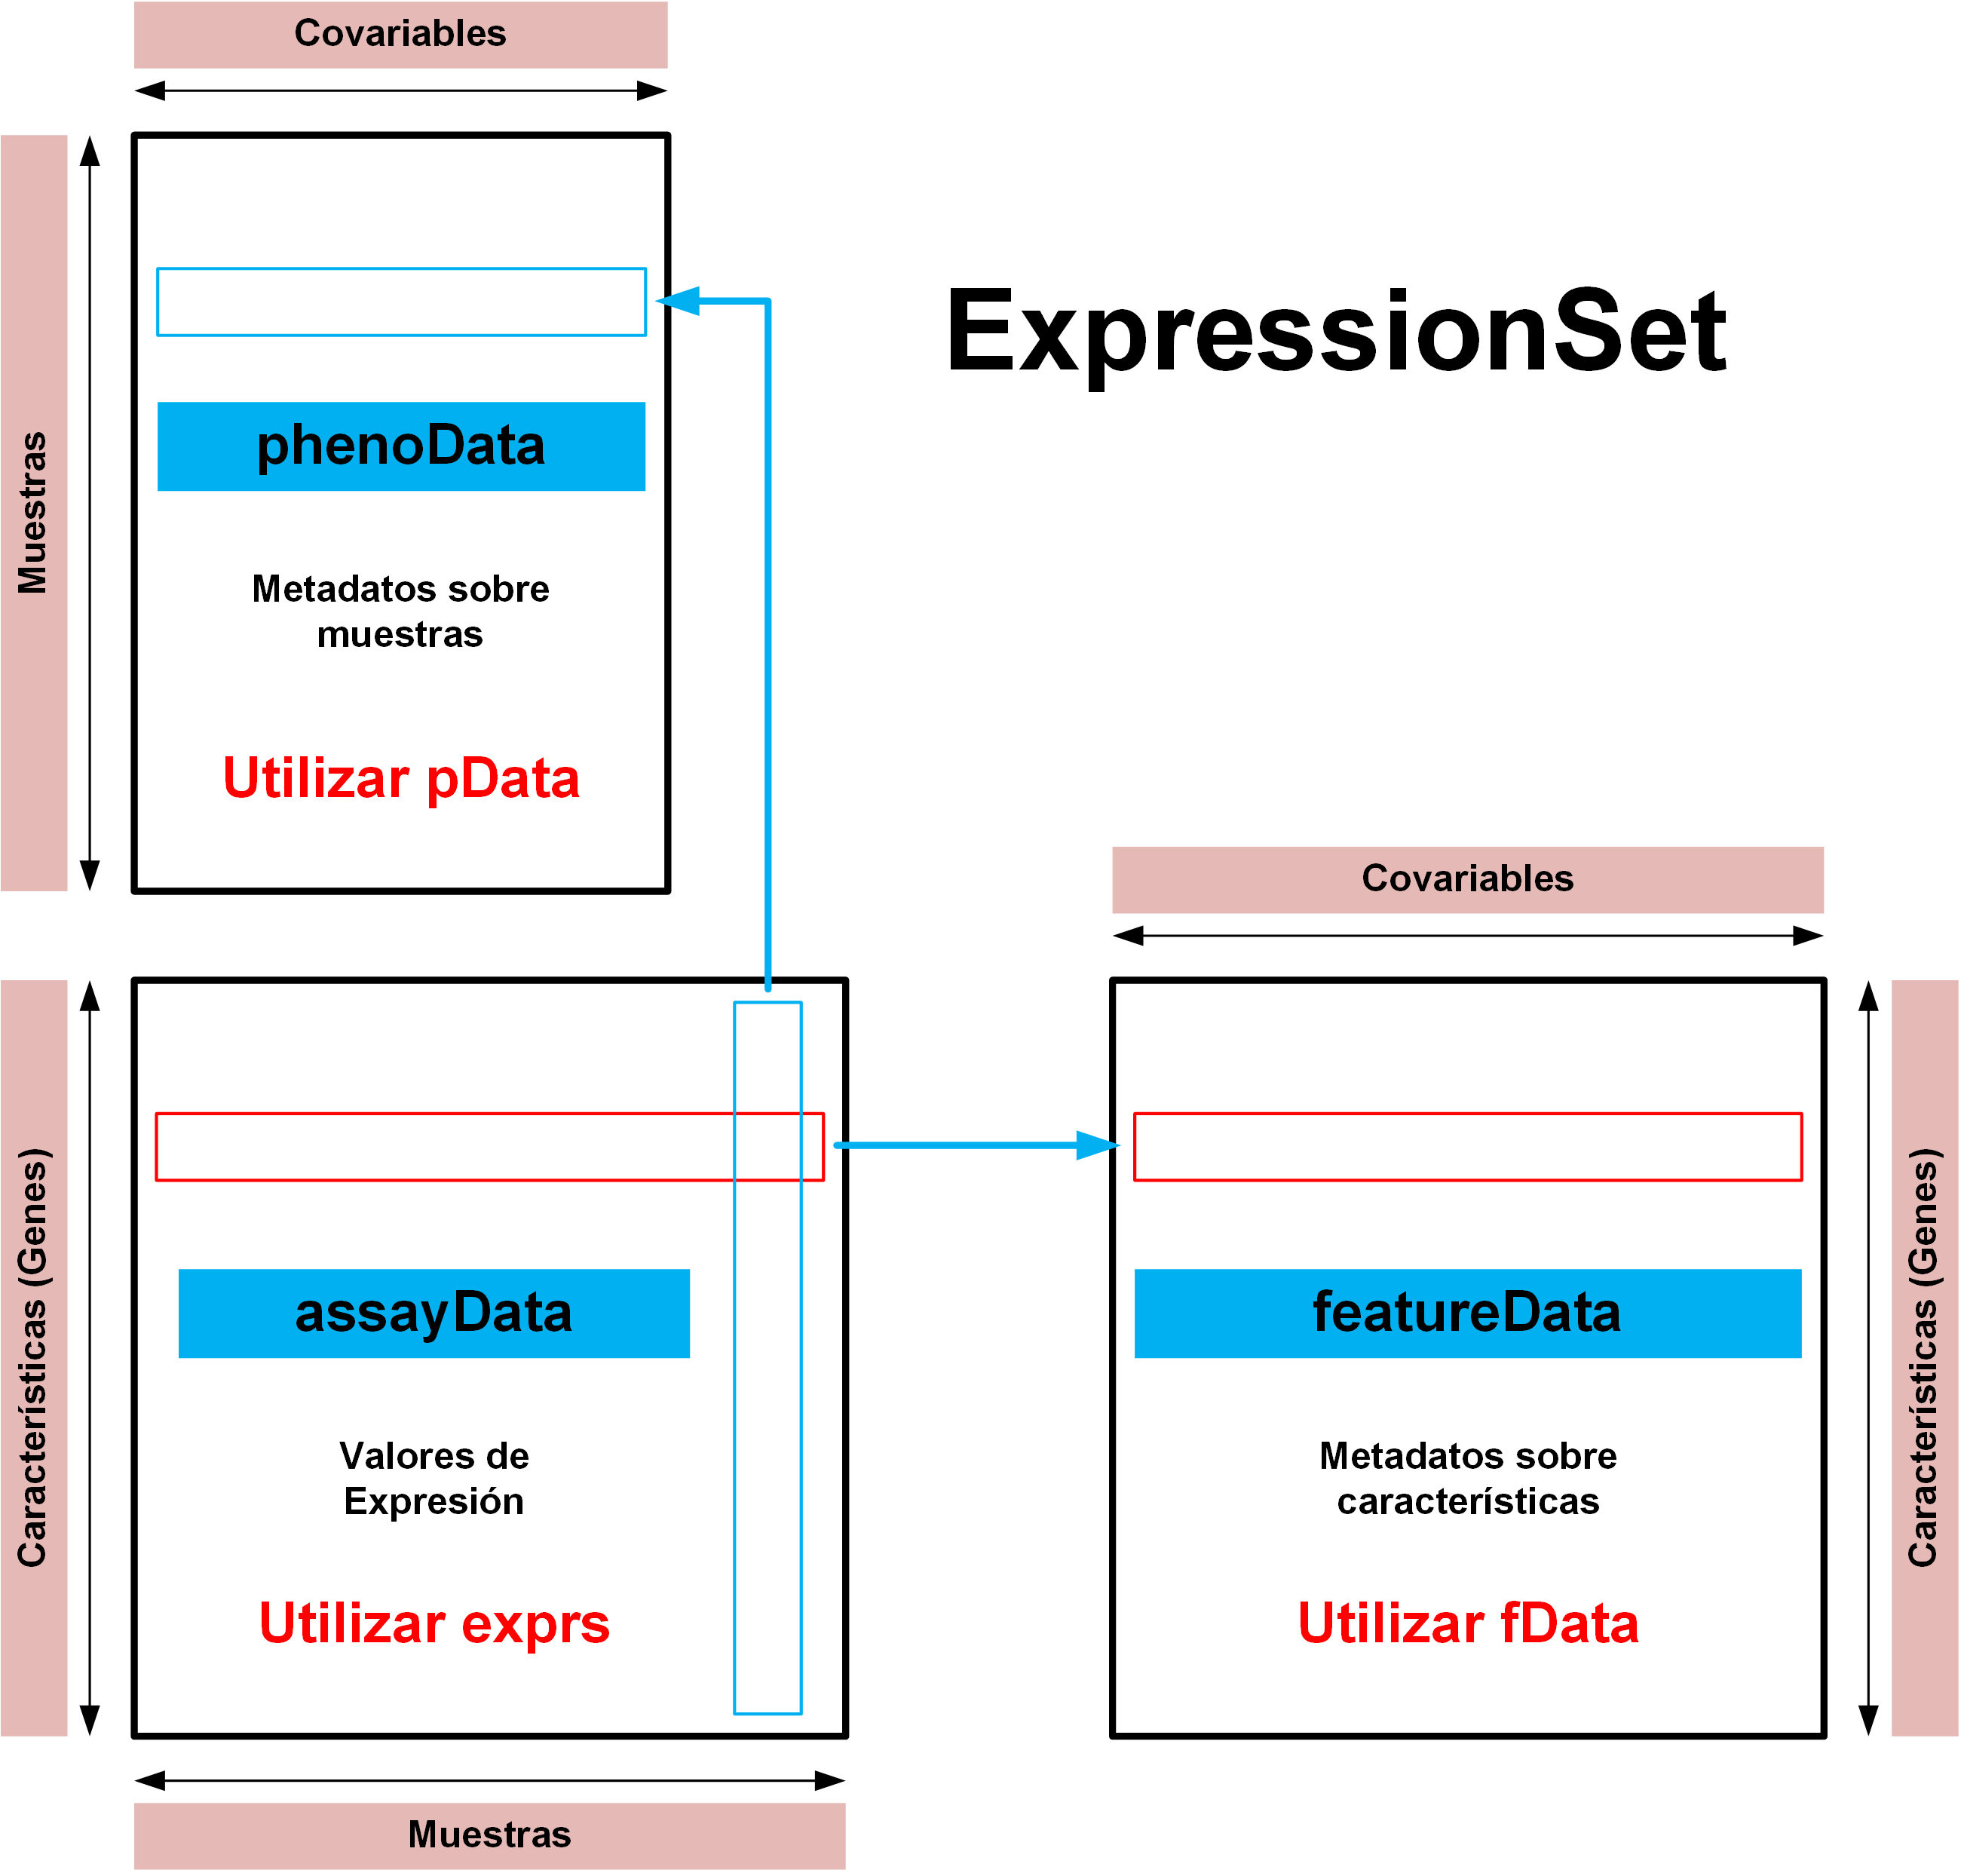 Covariables
Muestras
ExpressionSet
phenoData
Metadatos sobre
muestras
Utilizar pData
Covariables
Características (Genes)
assayData
Valores de
Expresión
Utilizar exprs
featureData
Metadatos sobre
características
Utilizar fData
Características (Genes)
Muestras